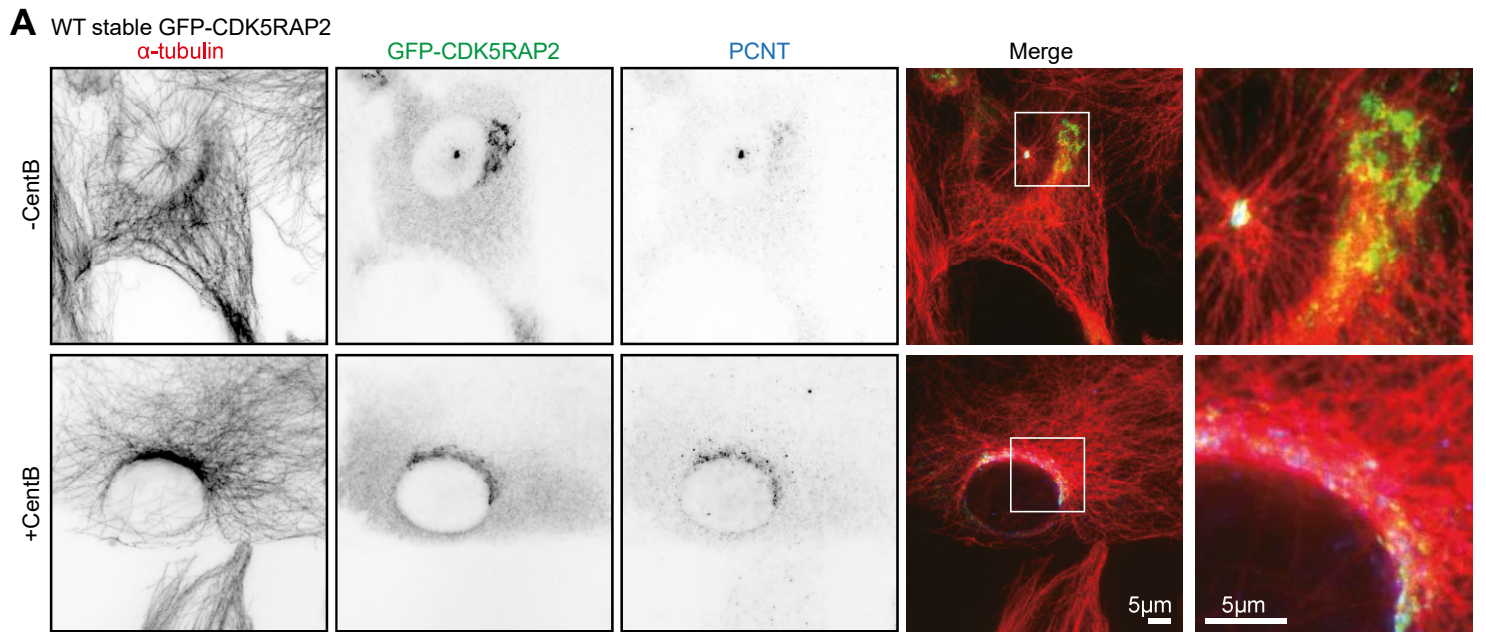 A WT stable GFP-CDK5RAP2
α-tubulin GFP-CDK5RAP2 PCNT Merge
-CentB
+CentB
5µm 5µm